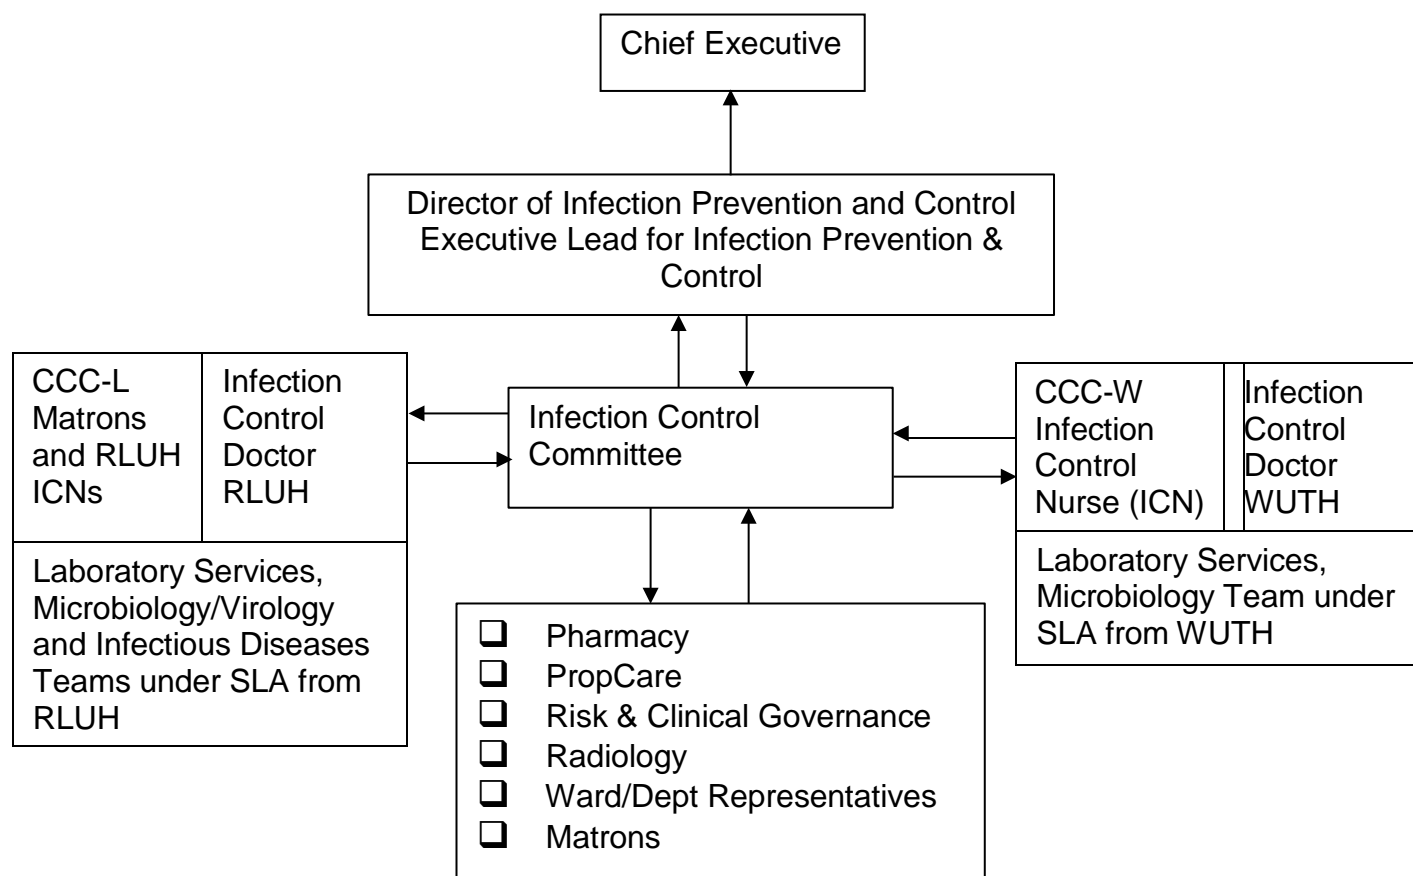 Chief Executive
Director of Infection Prevention and Control
Executive Lead for Infection Prevention &
Control
CCC-L
Matrons
and RLUH
ICNs
Infection
Control
Doctor
RLUH
Laboratory Services,
Microbiology/Virology
and Infectious Diseases
Teams under SLA from
RLUH
Infection Control
Committee
CCC-W
Infection
Control
Nurse (ICN)
Infection
Control
Doctor
WUTH
Laboratory Services,
Microbiology Team under
SLA from WUTH
Pharmacy
PropCare
Risk & Clinical Governance
Radiology
Ward/Dept Representatives
Matrons